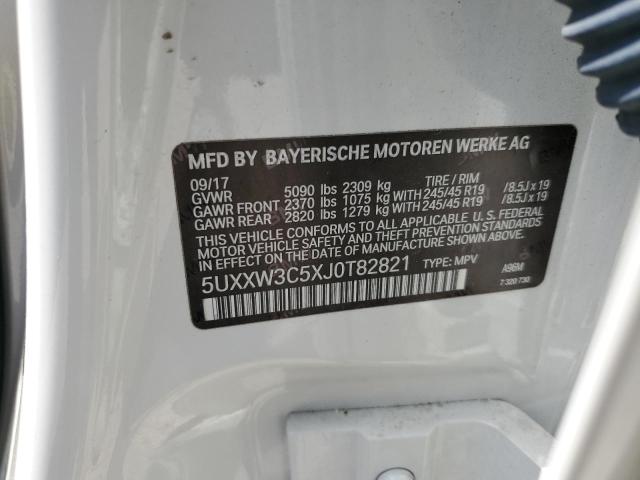 MFD BY BAYERISCHE MOTOREN WERKE AG
09/17 TIRE / RIM
GVWR 5090 lbs 2309 kg
GAWR FRONT 2370 lbs 1075 kg WITH 245/45 R19 /8.5J x 19
GAWR REAR 2820 lbs 1279 kg WITH 245/45 R19 /8.5J x 19
THIS VEHICLE CONFORMS TO ALL APPLICABLE U. S. FEDERAL
MOTOR VEHICLE SAFETY, BUMPER, AND THEFT PREVENTION
STANDARDS IN EFFECT ON THE DATE OF MANUFACTURE SHOWN ABOVE.
5UXXW3C5XJ0T82821 TYPE: MPV A96M
7 320 730